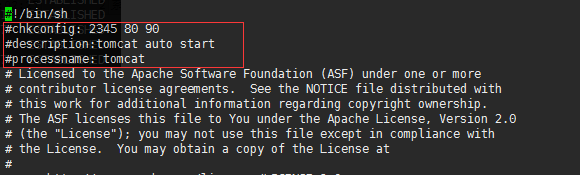 #!/bin/sh
#chkconfig: 2345 80 90
#description:tomcat auto start
#processname: tomcat
# Licensed to the Apache Software Foundation (ASF) under one or more
# contributor license agreements.  See the NOTICE file distributed with
# this work for additional information regarding copyright ownership.
# The ASF licenses this file to You under the Apache License, Version 2.0
# (the "License"); you may not use this file except in compliance with
# the License.  You may obtain a copy of the License at
#